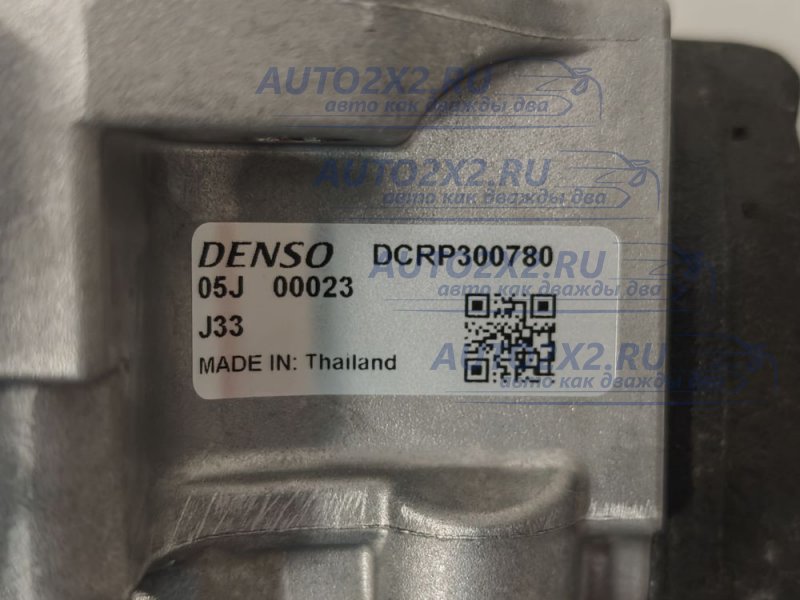 AUTO2X2.RU
авто как дважды два
AUTO2X2.RU
авто как дважды два
DENSO DCRP300780
AUTO2X2.RU
05J 00023
авто как дважды два
J33
AUTO2X2.RU
MADE IN: Thailand
авто как дважды два